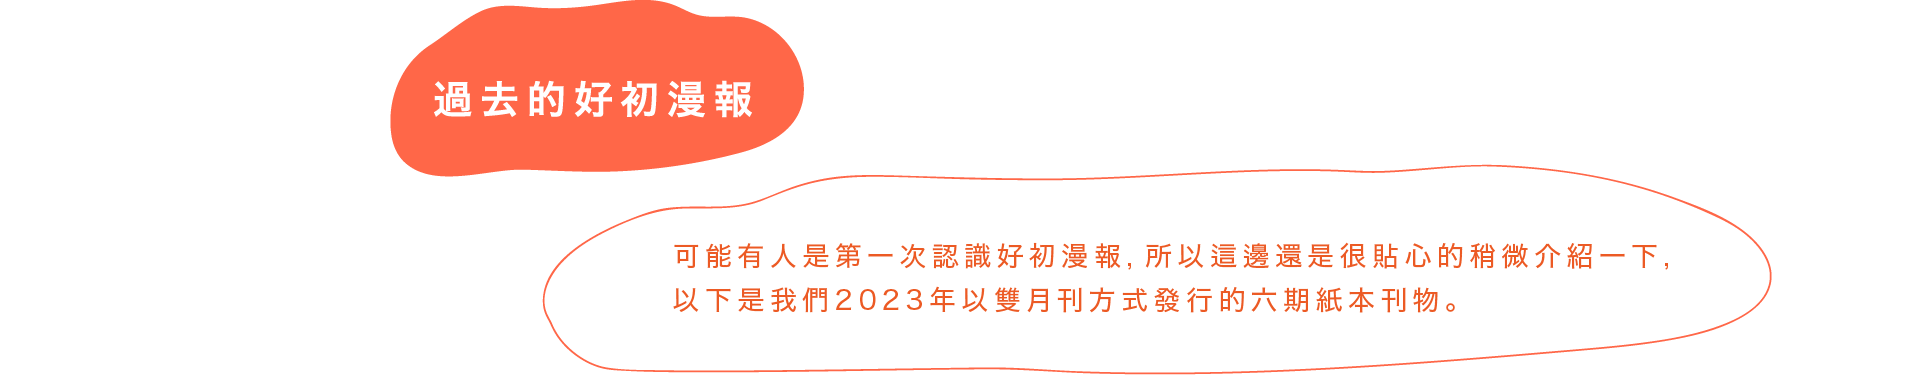 過去的好初漫報
可能有人是第一次認識好初漫報，所以這邊還是很貼心的稍微介紹一下，
以下是我們2023年以雙月刊方式發行的六期紙本刊物。